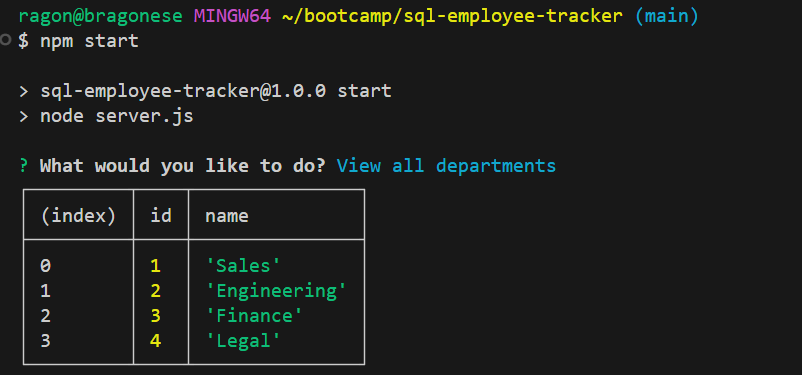 ragon@bragonese MINGW64 ~/bootcamp/sql-employee-tracker (main)
$ npm start
> sql-employee-tracker@1.0.0 start
> node server.js
? What would you like to do? View all departments
(index) id name
0 1 'Sales'
1 2 'Engineering'
2 3 'Finance'
3 4 'Legal'